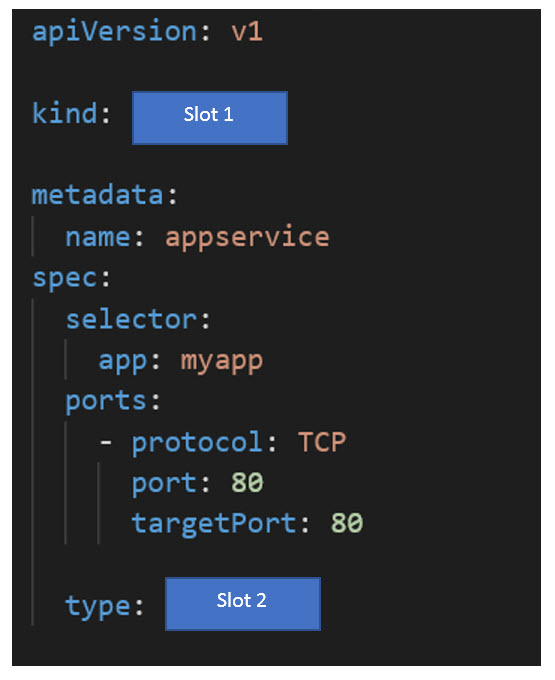 apiVersion: v1
kind: Slot 1
metadata:
name: appservice
spec:
selector:
app: myapp
ports:
- protocol: TCP
port: 80
targetPort: 80
type: Slot 2